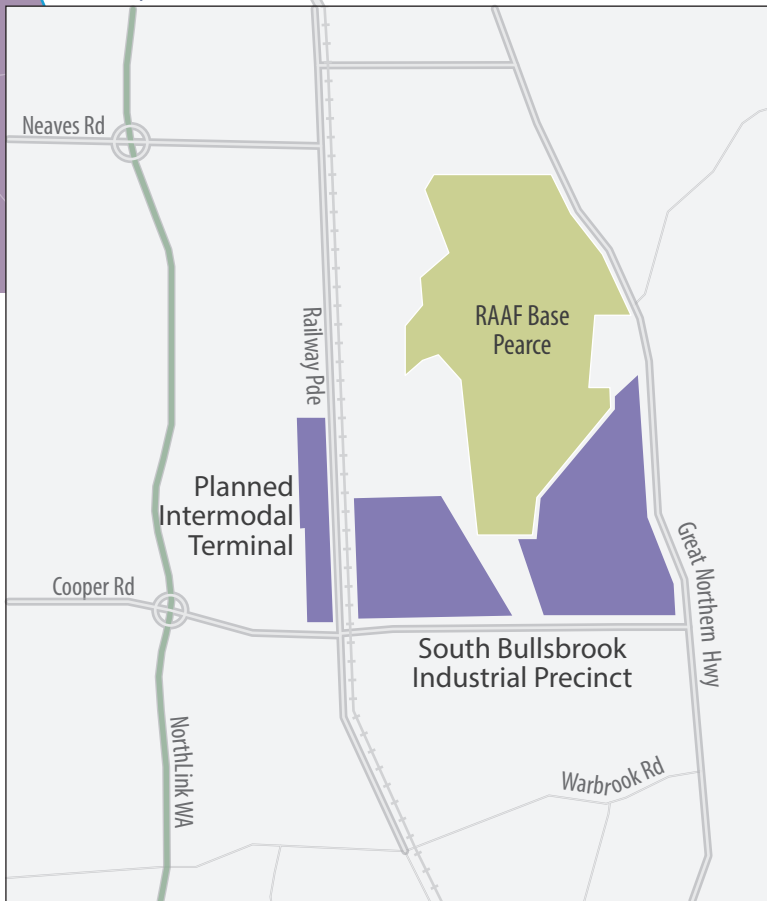 Neaves Rd
RAAF Base
Pearce
Railway Pde
Planned
Intermodal
Terminal
Great Northern Hwy
Cooper Rd
South Bullsbrook
Industrial Precinct
NorthLink WA
Warbrook Rd